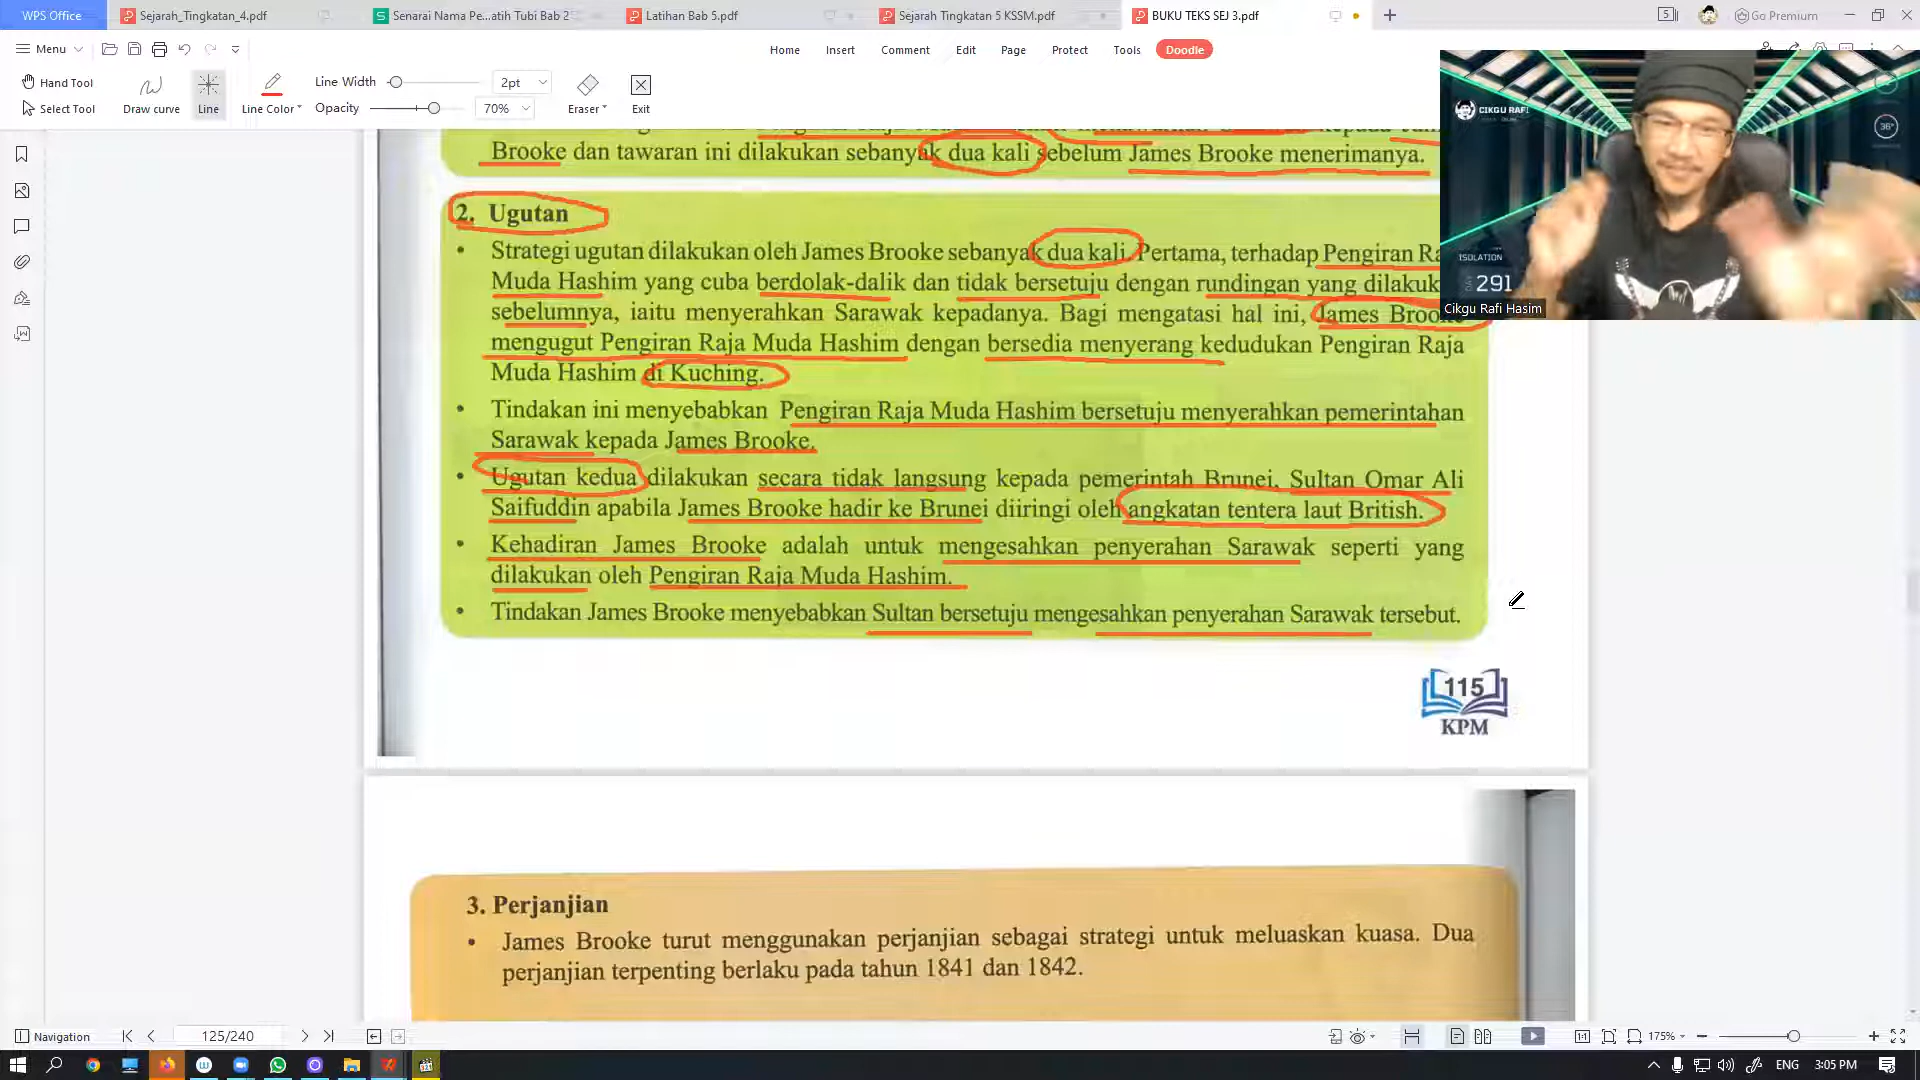 WPS Office
Sejarah_Tingkatan_4.pdf
Senarai Nama Pe...atih Tubi Bab 2
Latihan Bab 5.pdf
Sejarah Tingkatan 5 KSSM.pdf
BUKU TEKS SEJ 3.pdf
5
Go Premium
Menu
Home
Insert
Comment
Edit
Page
Protect
Tools
Doodle
Hand Tool
Select Tool
Draw curve
Line
Line Color
Line Width
2pt
Opacity
70%
Eraser
Exit
Brooke dan tawaran ini dilakukan sebanyak dua kali sebelum James Brooke menerimanya.
2. Ugutan
• Strategi ugutan dilakukan oleh James Brooke sebanyak dua kali. Pertama, terhadap Pengiran Ra
Muda Hashim yang cuba berdolak-dalik dan tidak bersetuju dengan rundingan yang dilakuk
sebelumnya, iaitu menyerahkan Sarawak kepadanya. Bagi mengatasi hal ini, James Brooke
mengugut Pengiran Raja Muda Hashim dengan bersedia menyerang kedudukan Pengiran Raja
Muda Hashim di Kuching.
• Tindakan ini menyebabkan Pengiran Raja Muda Hashim bersetuju menyerahkan pemerintahan
Sarawak kepada James Brooke.
• Ugutan kedua dilakukan secara tidak langsung kepada pemerintah Brunei, Sultan Omar Ali
Saifuddin apabila James Brooke hadir ke Brunei diiringi oleh angkatan tentera laut British.
• Kehadiran James Brooke adalah untuk mengesahkan penyerahan Sarawak seperti yang
dilakukan oleh Pengiran Raja Muda Hashim.
• Tindakan James Brooke menyebabkan Sultan bersetuju mengesahkan penyerahan Sarawak tersebut.
115
KPM
3. Perjanjian
• James Brooke turut menggunakan perjanjian sebagai strategi untuk meluaskan kuasa. Dua
perjanjian terpenting berlaku pada tahun 1841 dan 1842.
CIKGU RAFI
36°
ISOLATION
291
Cikgu Rafi Hasim
Navigation
125/240
175%
ENG
3:05 PM